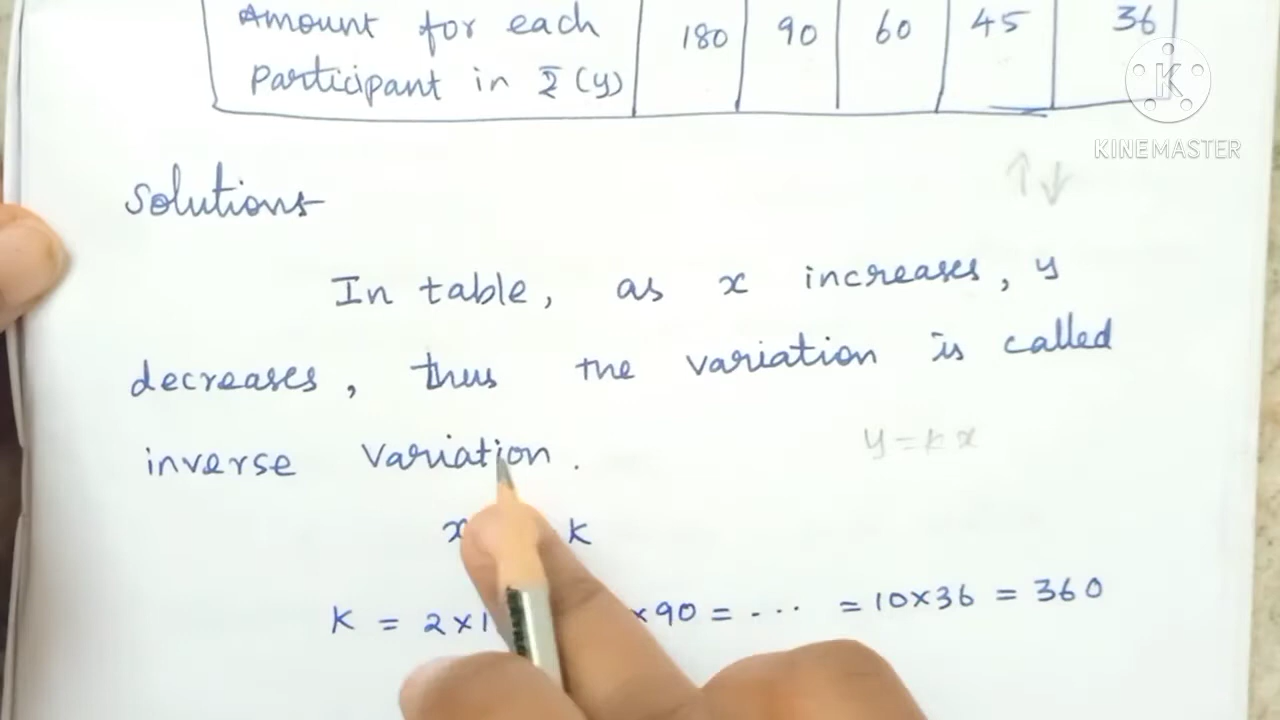 Amount for each 180 90 60 45 36
participant in ₹ (y)
K
KINEMASTER
Solutions
↑↓
In table, as x increases, y
decreases, thus the variation is called
inverse variation.
y = kx
x k
K = 2×1 ×90 = ... = 10×36 = 360